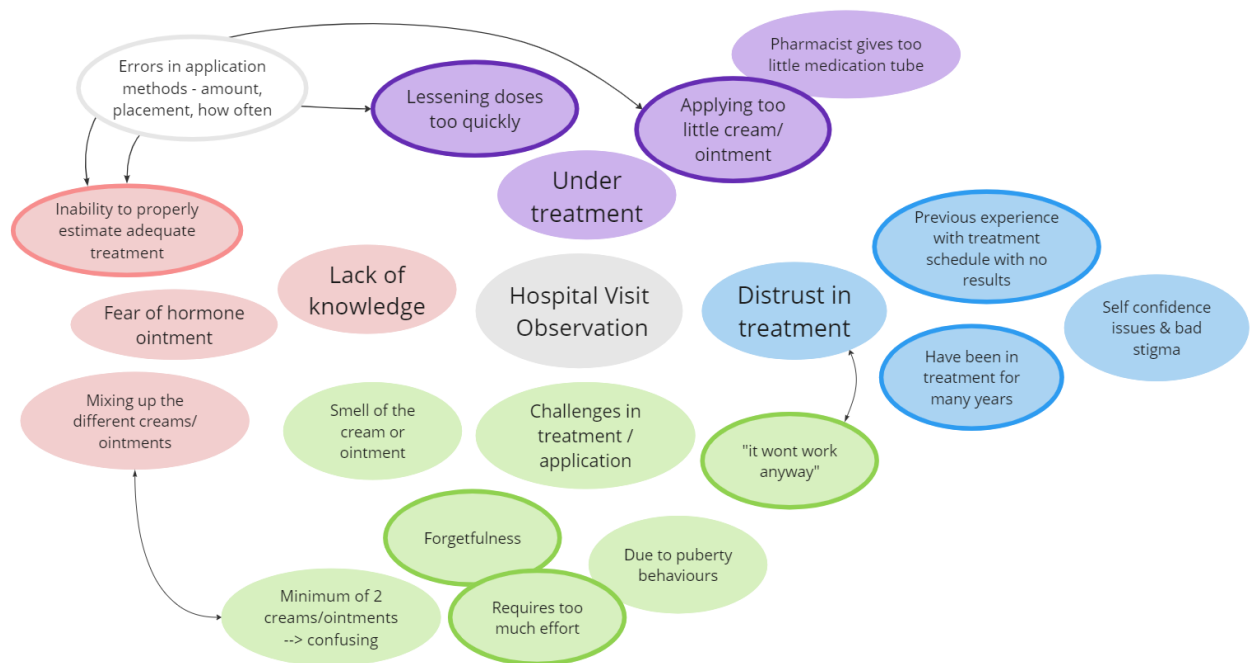 Pharmacist gives too
little medication tube
Errors in application
methods - amount,
placement, how often
Lessening doses
too quickly
Applying too
little cream/
ointment
Under
treatment
Inability to properly
estimate adequate
treatment
Previous experience
with treatment
schedule with no
results
Lack of
knowledge
Hospital Visit
Observation
Distrust in
treatment
Fear of hormone
ointment
Self confidence
issues & bad
stigma
Have been in
treatment for
many years
Mixing up the
different creams/
ointments
Smell of the
cream or
ointment
Challenges in
treatment /
application
"it wont work
anyway"
Forgetfulness
Due to puberty
behaviours
Minimum of 2
creams/ointments
--> confusing
Requires too
much effort